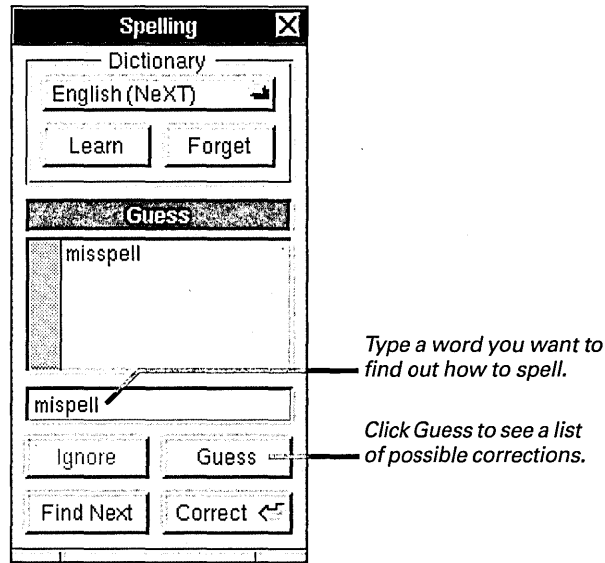 Spelling
Dictionary
English (NeXT)
Learn Forget
Guess
misspell
Type a word you want to
find out how to spell.
mispell
Click Guess to see a list
of possible corrections.
Ignore Guess
Find Next Correct